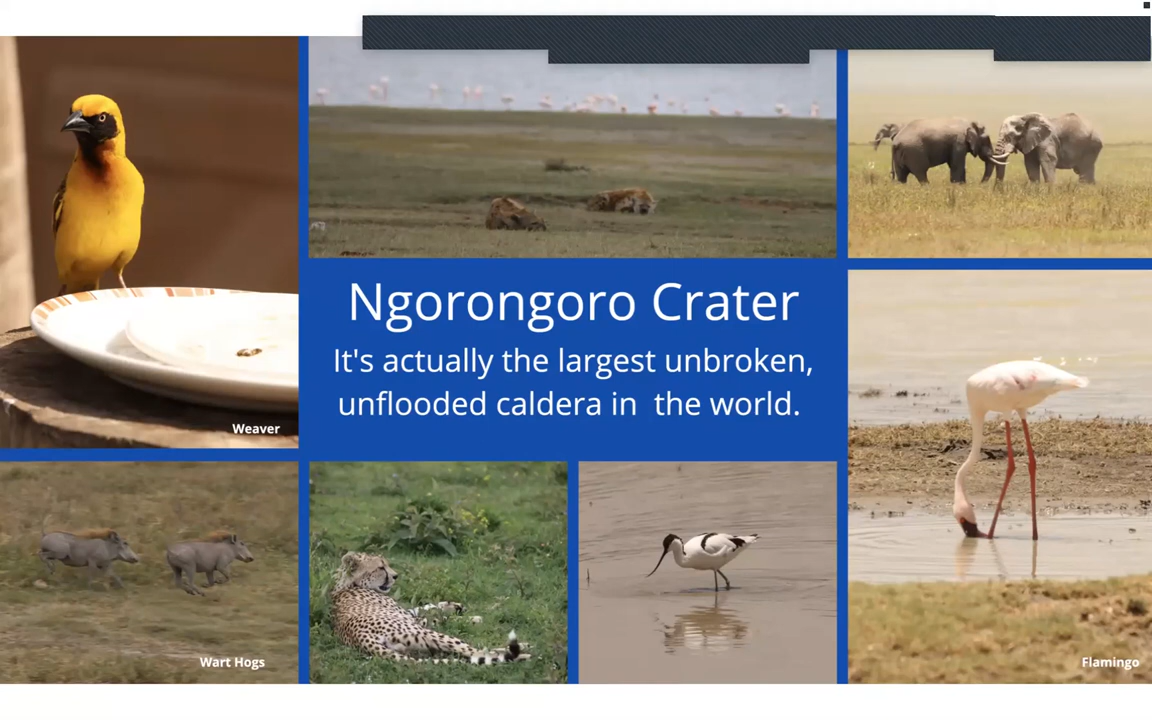 Ngorongoro Crater
It's actually the largest unbroken,
unflooded caldera in the world.
Weaver
Wart Hogs
Flamingo